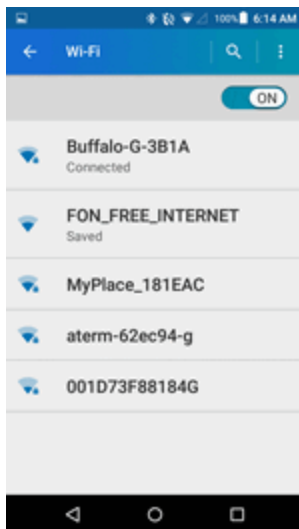 100% 6:14 AM
Wi-Fi
ON
Buffalo-G-3B1A
Connected
FON_FREE_INTERNET
Saved
MyPlace_181EAC
aterm-62ec94-g
001D73F88184G